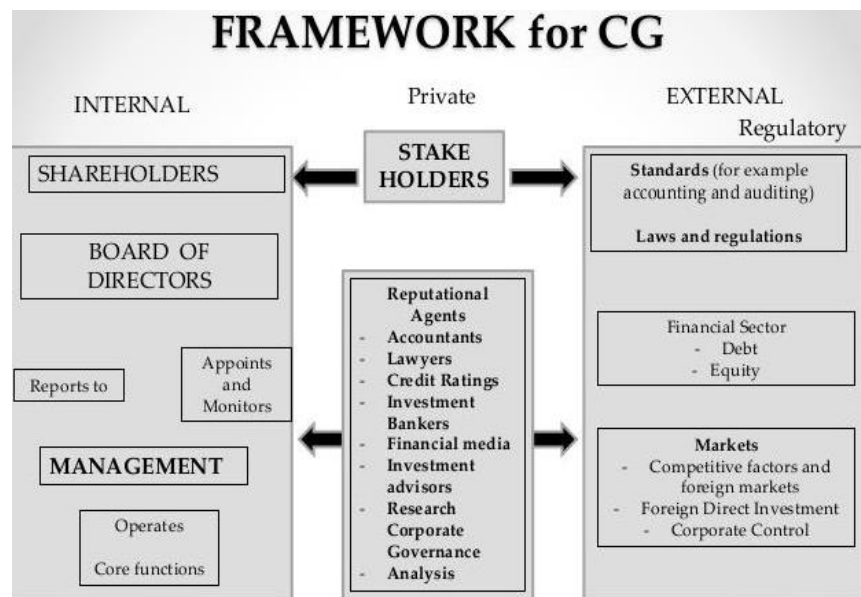 FRAMEWORK for CG
INTERNAL
Private
EXTERNAL
Regulatory
SHAREHOLDERS
BOARD OF
DIRECTORS
Reports to
Appoints
and
Monitors
MANAGEMENT
Operates
Core functions
STAKE
HOLDERS
Reputational
Agents
- Accountants
- Lawyers
- Credit Ratings
- Investment
Bankers
- Financial media
- Investment
advisors
- Research
Corporate
Governance
- Analysis
Standards (for example
accounting and auditing)
Laws and regulations
Financial Sector
- Debt
- Equity
Markets
- Competitive factors and
foreign markets
- Foreign Direct Investment
- Corporate Control